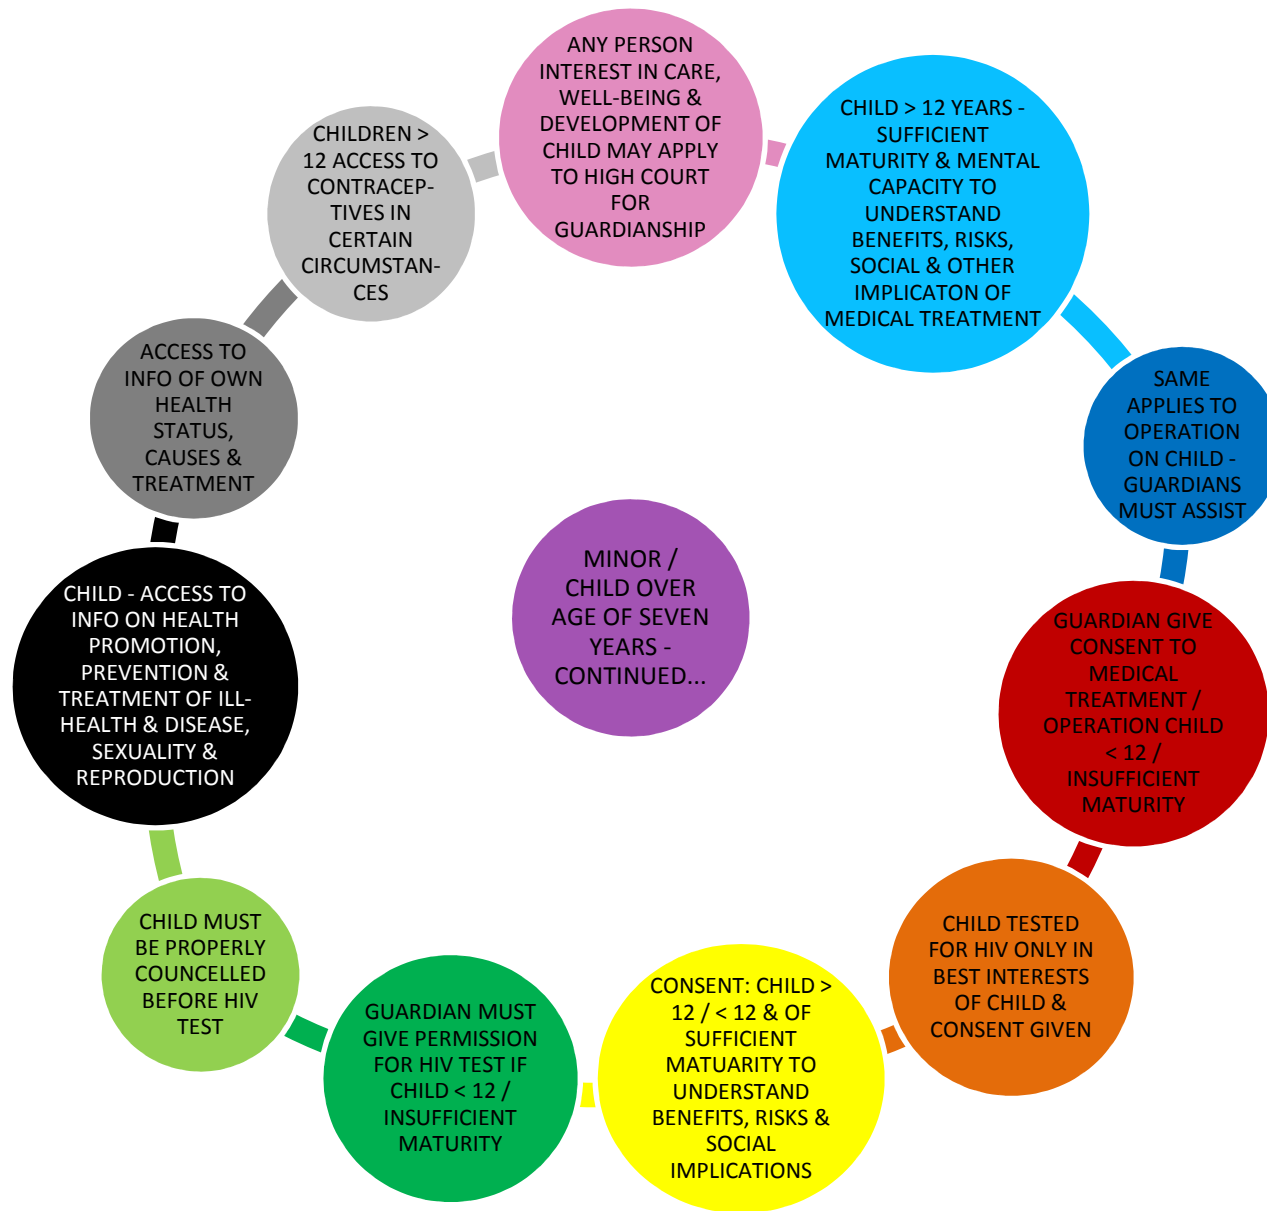 ANY PERSON
INTEREST IN CARE,
WELL-BEING &
DEVELOPMENT OF
CHILD MAY APPLY
TO HIGH COURT
FOR
GUARDIANSHIP
CHILD > 12 YEARS -
SUFFICIENT
MATURITY & MENTAL
CAPACITY TO
UNDERSTAND
BENEFITS, RISKS,
SOCIAL & OTHER
IMPLICATON OF
MEDICAL TREATMENT
SAME
APPLIES TO
OPERATION
ON CHILD -
GUARDIANS
MUST ASSIST
GUARDIAN GIVE
CONSENT TO
MEDICAL
TREATMENT /
OPERATION CHILD
< 12 /
INSUFFICIENT
MATURITY
CHILD TESTED
FOR HIV ONLY IN
BEST INTERESTS
OF CHILD &
CONSENT GIVEN
CONSENT: CHILD >
12 / < 12 & OF
SUFFICIENT
MATUARITY TO
UNDERSTAND
BENEFITS, RISKS &
SOCIAL
IMPLICATIONS
GUARDIAN MUST
GIVE PERMISSION
FOR HIV TEST IF
CHILD < 12 /
INSUFFICIENT
MATURITY
CHILD MUST
BE PROPERLY
COUNCELLED
BEFORE HIV
TEST
CHILD - ACCESS TO
INFO ON HEALTH
PROMOTION,
PREVENTION &
TREATMENT OF ILL-
HEALTH & DISEASE,
SEXUALITY &
REPRODUCTION
ACCESS TO
INFO OF OWN
HEALTH
STATUS,
CAUSES &
TREATMENT
CHILDREN >
12 ACCESS TO
CONTRACEP-
TIVES IN
CERTAIN
CIRCUMSTAN-
CES
MINOR /
CHILD OVER
AGE OF SEVEN
YEARS -
CONTINUED...